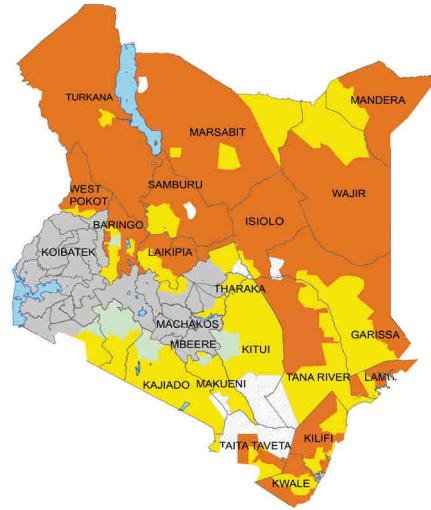 TURKANA
MANDERA
MARSABIT
WEST
POKOT
SAMBURU
WAJIR
BARINGO
ISIOLO
KOIBATEK
LAIKIPIA
THARAKA
MACHAKOS
GARISSA
MBEERE
KITUI
TANA RIVER
LAMU
KAJIADO
MAKUENI
TAITA TAVETA
KILIFI
KWALE